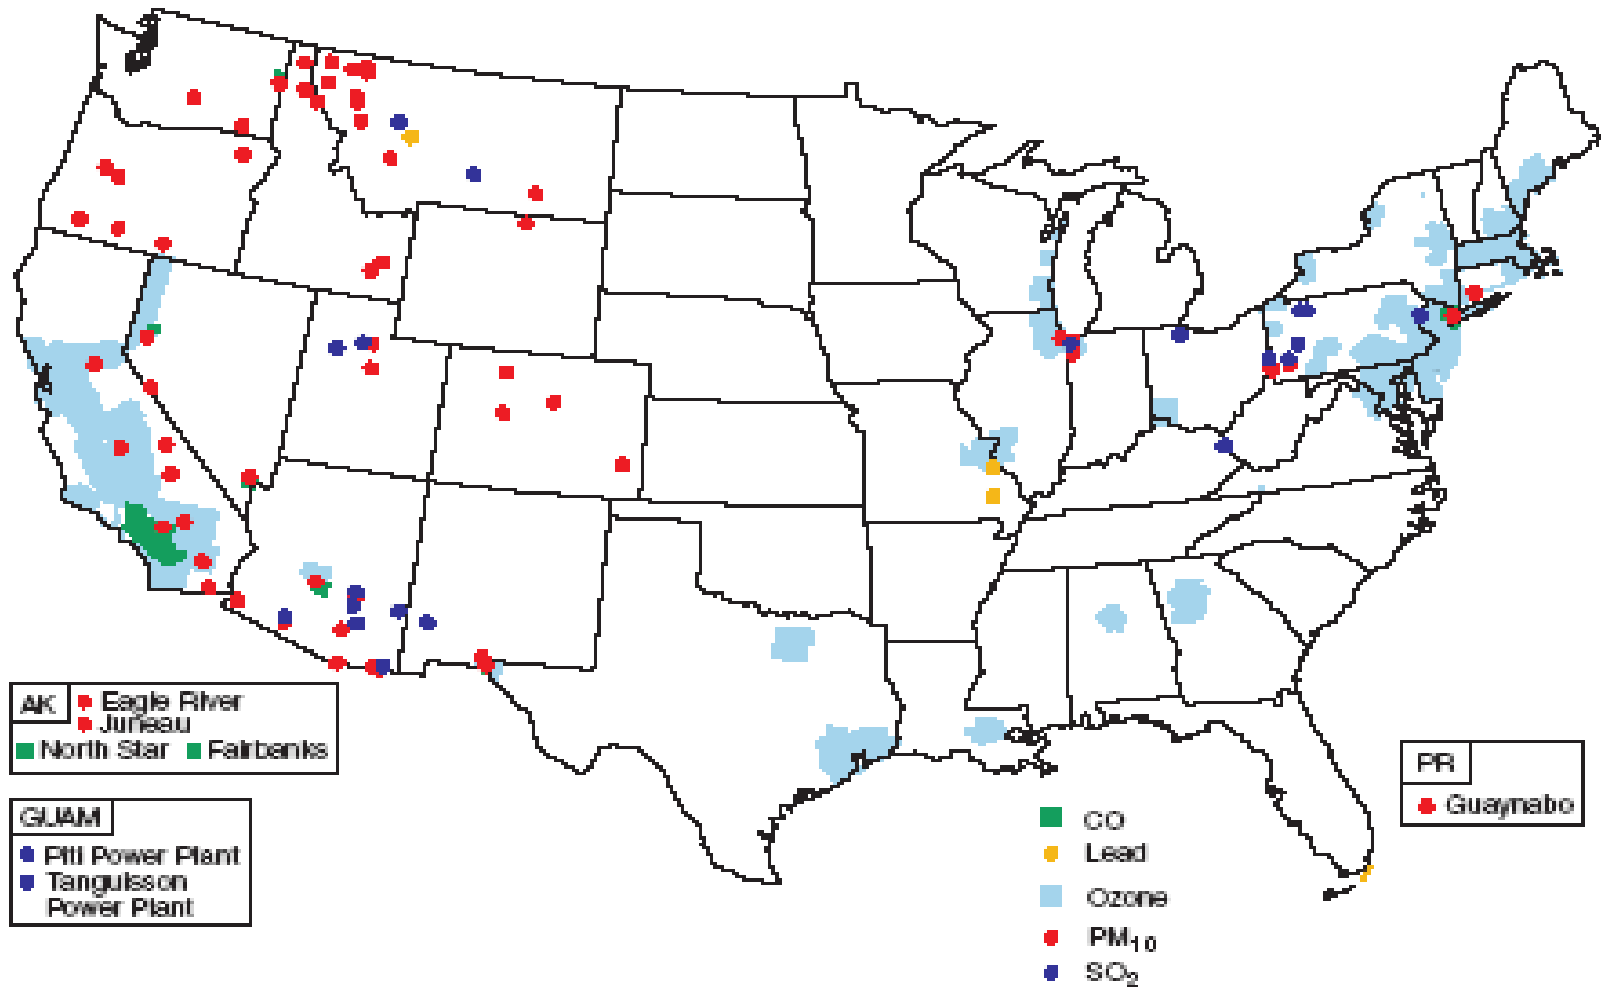 AK
Eagle River
Juneau
North Star
Fairbanks
GUAM
Piti Power Plant
Tanguisson
Power Plant
PR
Guaynabo
CO
Lead
Ozone
PM10
SO2